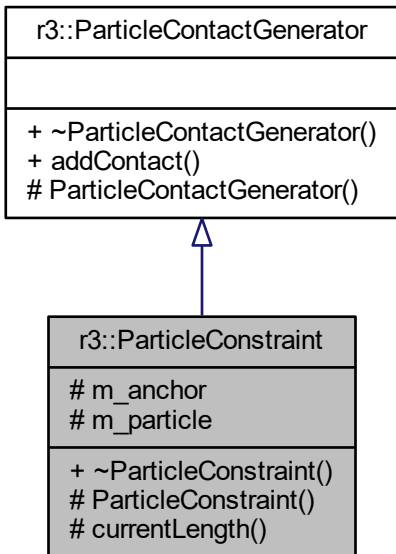 r3::ParticleContactGenerator
+ ~ParticleContactGenerator()
+ addContact()
# ParticleContactGenerator()
r3::ParticleConstraint
# m_anchor
# m_particle
+ ~ParticleConstraint()
# ParticleConstraint()
# currentLength()